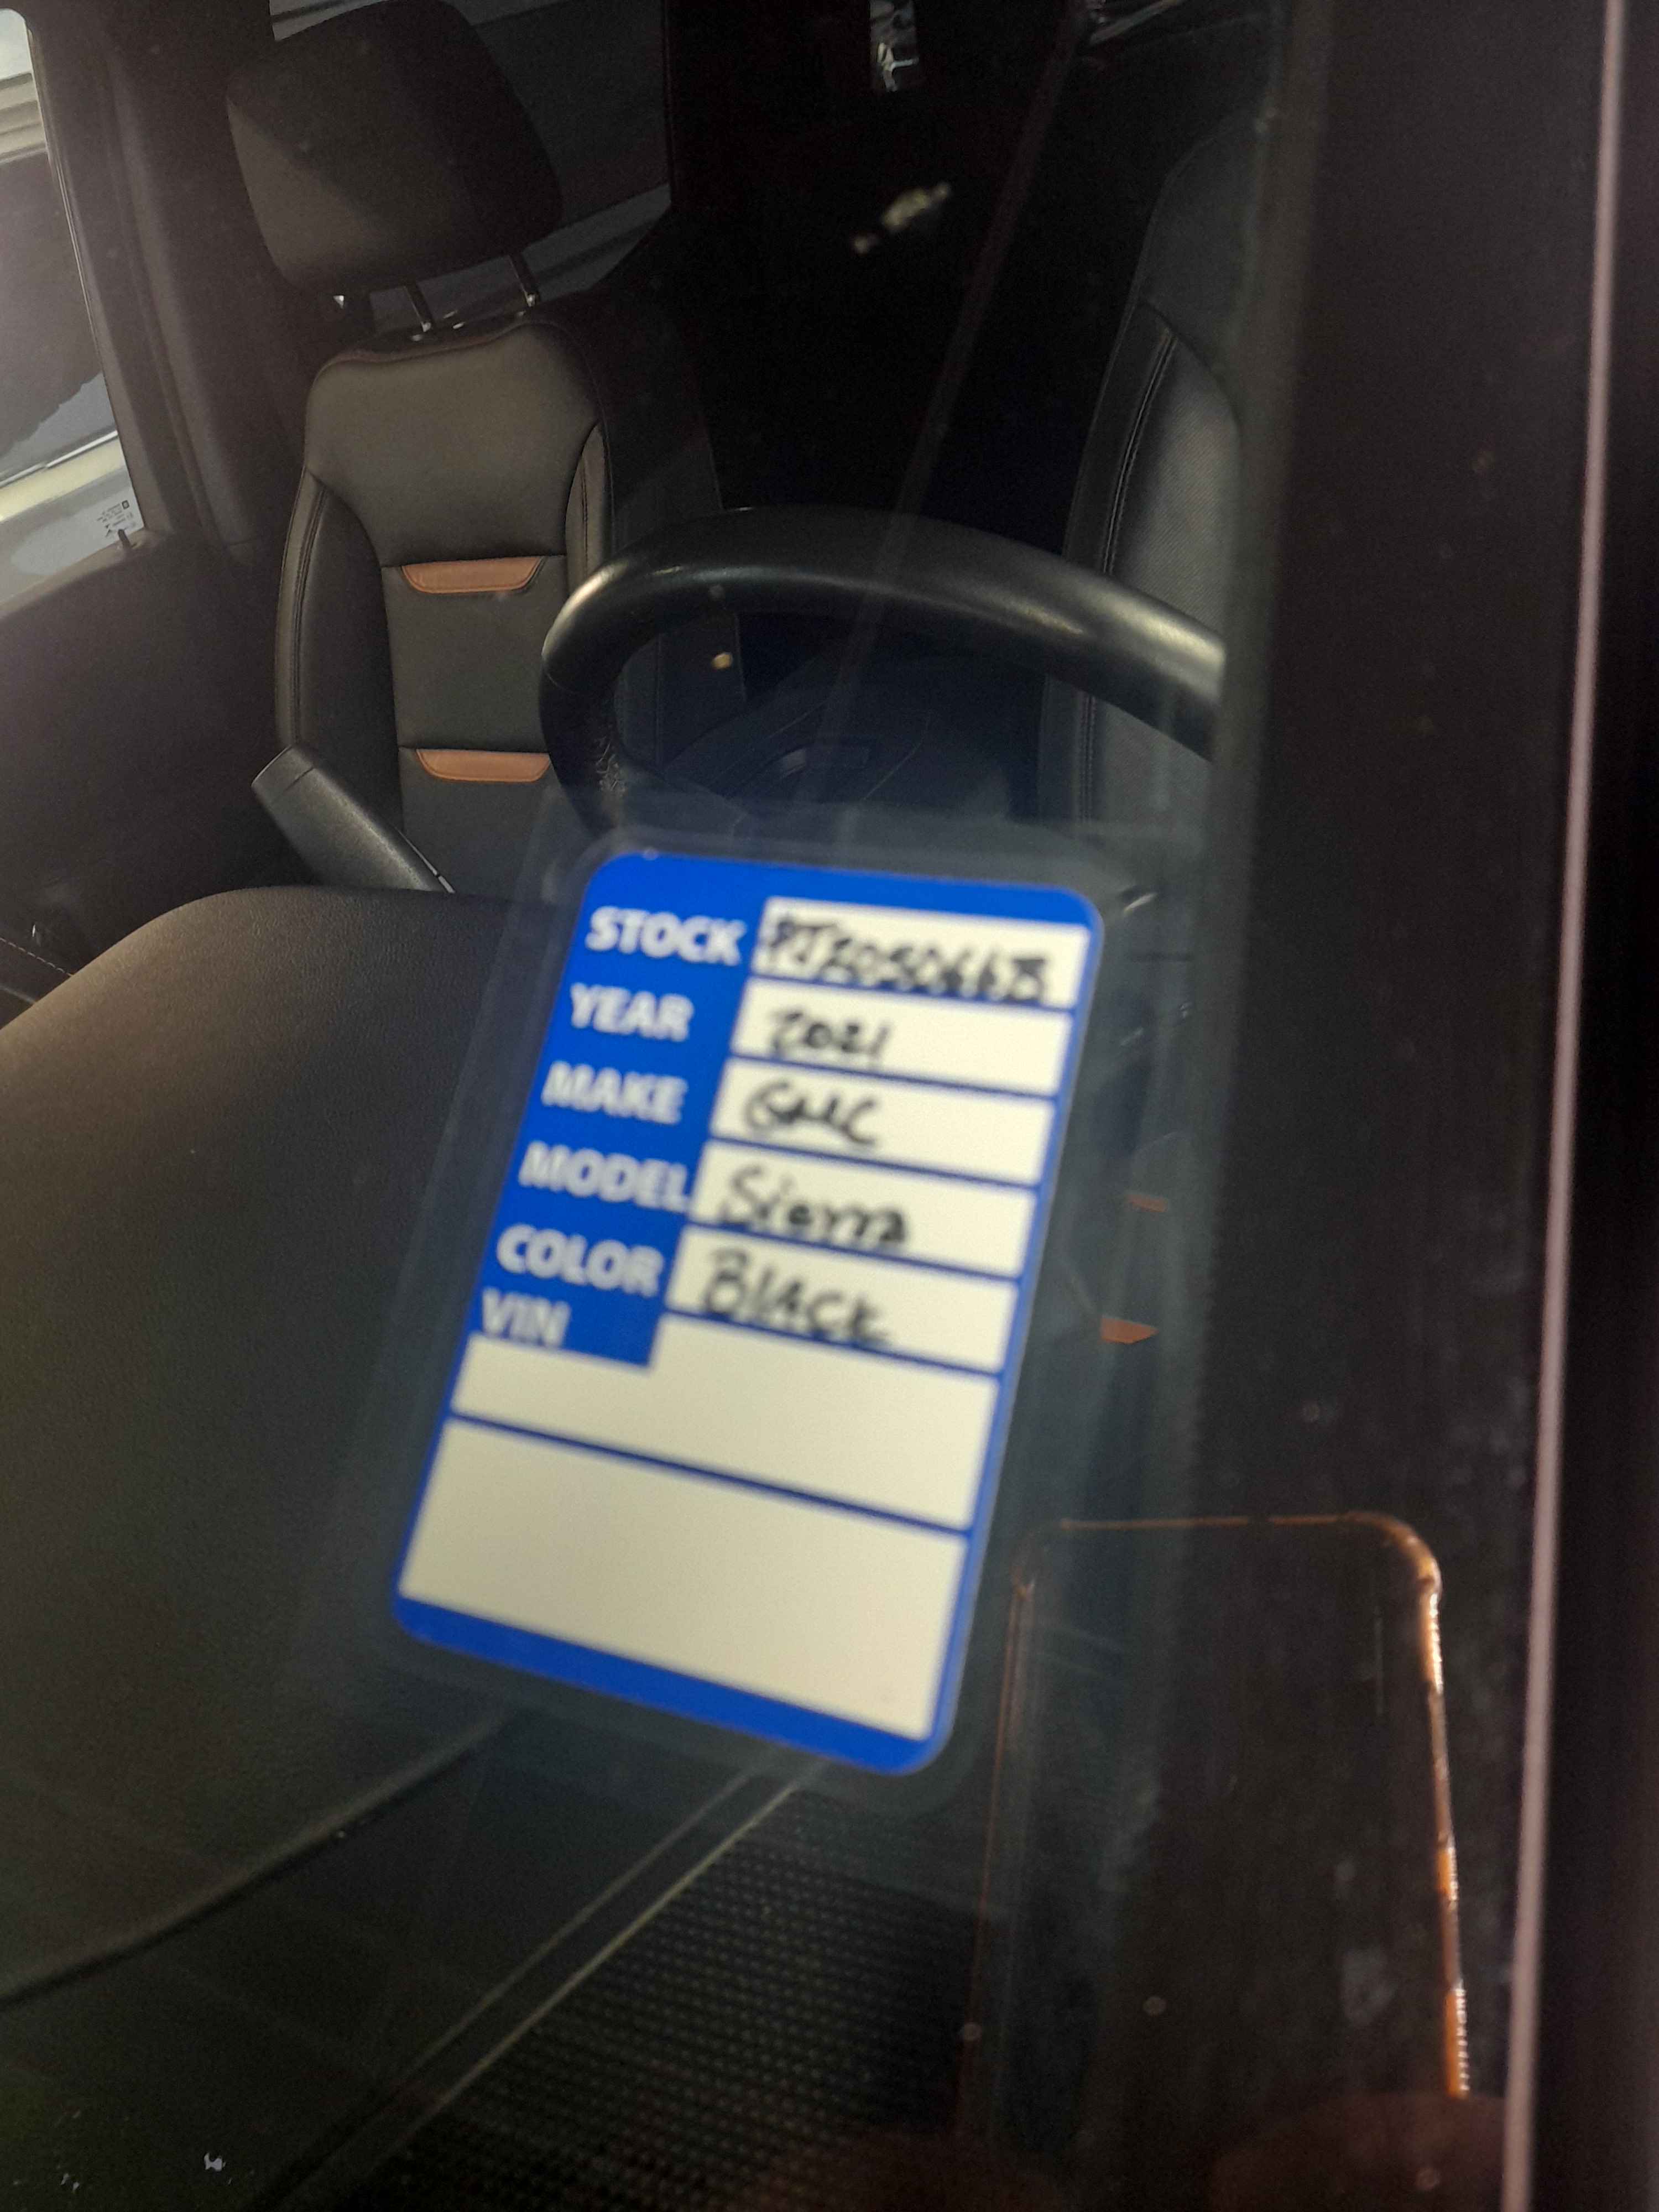 STOCK
YEAR 2021
MAKE GMC
MODEL Sierra
COLOR Black
VIN